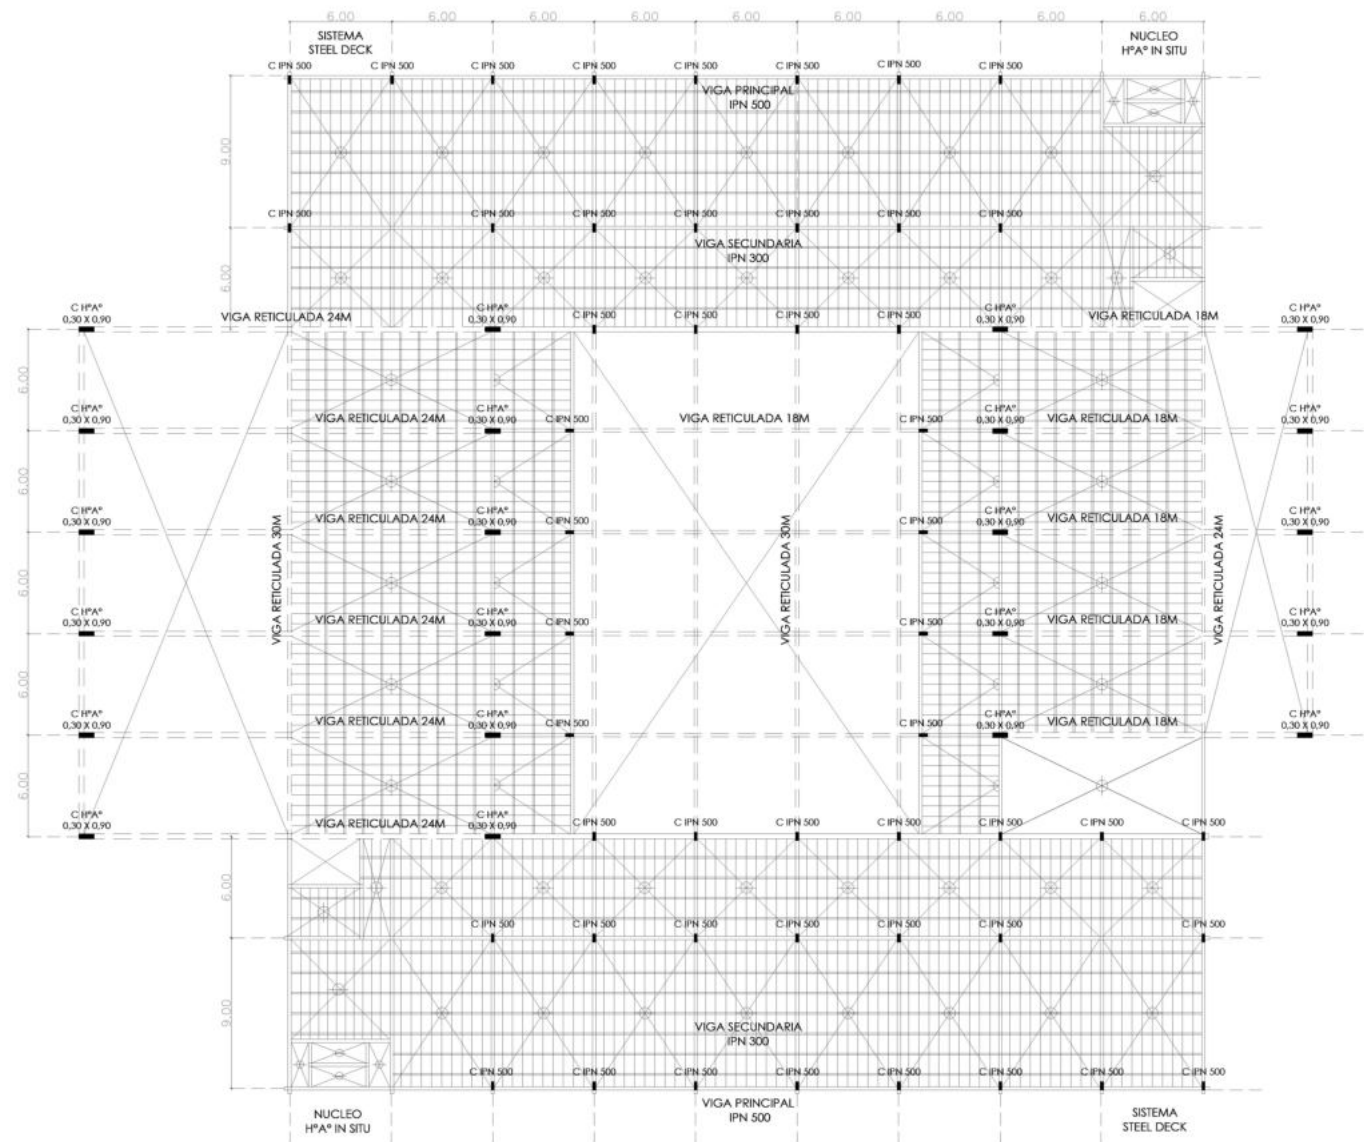 6.00
6.00
6.00
6.00
6.00
6.00
6.00
6.00
6.00
SISTEMA
STEEL DECK
NUCLEO
HºAº IN SITU
C IPN 500
C IPN 500
C IPN 500
C IPN 500
C IPN 500
C IPN 500
C IPN 500
C IPN 500
VIGA PRINCIPAL
IPN 500
9.00
C IPN 500
C IPN 500
C IPN 500
C IPN 500
C IPN 500
C IPN 500
C IPN 500
VIGA SECUNDARIA
IPN 300
6.00
C HºAº
0,30 X 0,90
VIGA RETICULADA 24M
C HºAº
0,30 X 0,90
C IPN 500
C IPN 500
C IPN 500
C IPN 500
C HºAº
0,30 X 0,90
VIGA RETICULADA 18M
C HºAº
0,30 X 0,90
6.00
C HºAº
0,30 X 0,90
VIGA RETICULADA 24M
C HºAº
0,30 X 0,90
C IPN 500
VIGA RETICULADA 18M
C IPN 500
C HºAº
0,30 X 0,90
VIGA RETICULADA 18M
C HºAº
0,30 X 0,90
6.00
C HºAº
0,30 X 0,90
VIGA RETICULADA 24M
C HºAº
0,30 X 0,90
C IPN 500
C IPN 500
C HºAº
0,30 X 0,90
VIGA RETICULADA 18M
C HºAº
0,30 X 0,90
VIGA RETICULADA 30M
VIGA RETICULADA 30M
VIGA RETICULADA 24M
6.00
C HºAº
0,30 X 0,90
VIGA RETICULADA 24M
C HºAº
0,30 X 0,90
C IPN 500
C IPN 500
C HºAº
0,30 X 0,90
VIGA RETICULADA 18M
C HºAº
0,30 X 0,90
6.00
C HºAº
0,30 X 0,90
VIGA RETICULADA 24M
C HºAº
0,30 X 0,90
C IPN 500
C IPN 500
C HºAº
0,30 X 0,90
VIGA RETICULADA 18M
C HºAº
0,30 X 0,90
6.00
C HºAº
0,30 X 0,90
VIGA RETICULADA 24M
C HºAº
0,30 X 0,90
C IPN 500
C IPN 500
C IPN 500
C IPN 500
C IPN 500
C IPN 500
C IPN 500
6.00
C IPN 500
C IPN 500
C IPN 500
C IPN 500
C IPN 500
C IPN 500
C IPN 500
9.00
VIGA SECUNDARIA
IPN 300
C IPN 500
C IPN 500
C IPN 500
C IPN 500
C IPN 500
C IPN 500
C IPN 500
C IPN 500
VIGA PRINCIPAL
IPN 500
NUCLEO
HºAº IN SITU
SISTEMA
STEEL DECK